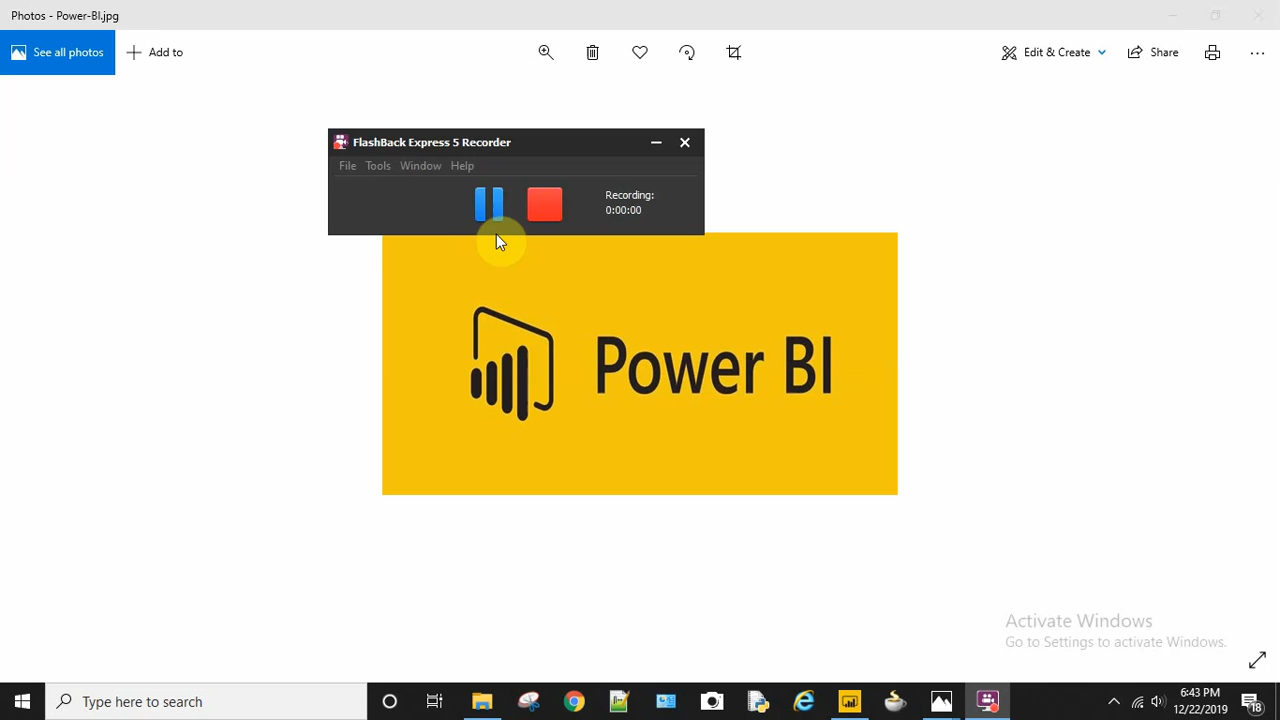 Photos - Power-BI.jpg
See all photos
Add to
Edit & Create
Share
FlashBack Express 5 Recorder
File Tools Window Help
Recording:
0:00:00
Power BI
Activate Windows
Go to Settings to activate Windows.
Type here to search
6:43 PM
12/22/2019
18